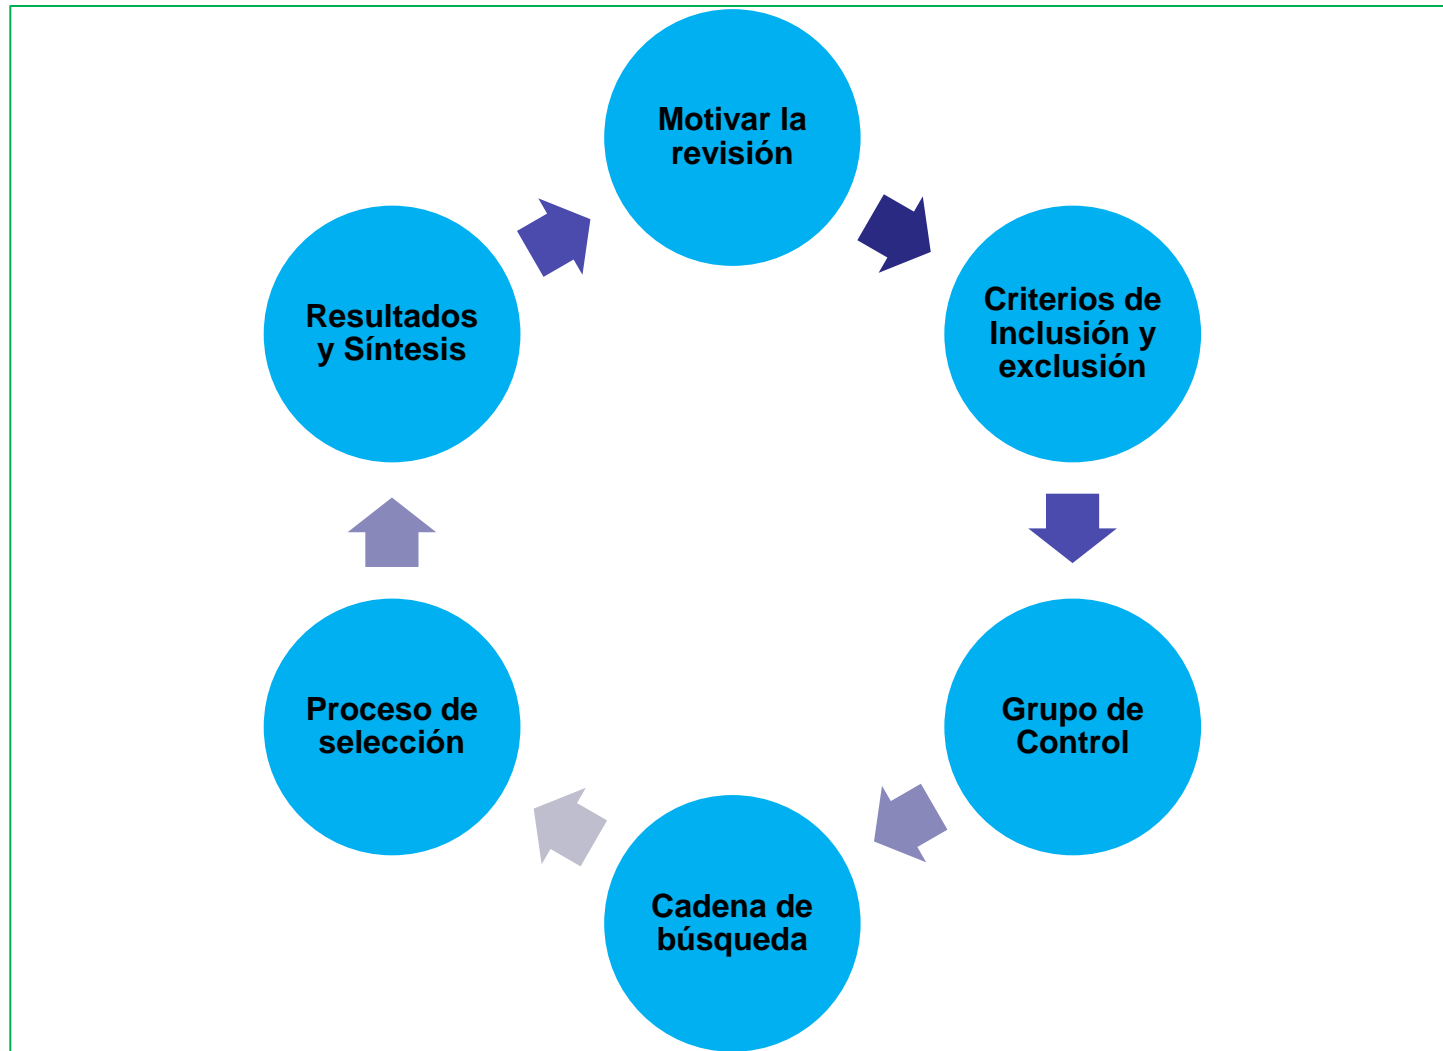 Motivar la
revisión
Criterios de
Inclusión y
exclusión
Grupo de
Control
Cadena de
búsqueda
Proceso de
selección
Resultados
y Síntesis